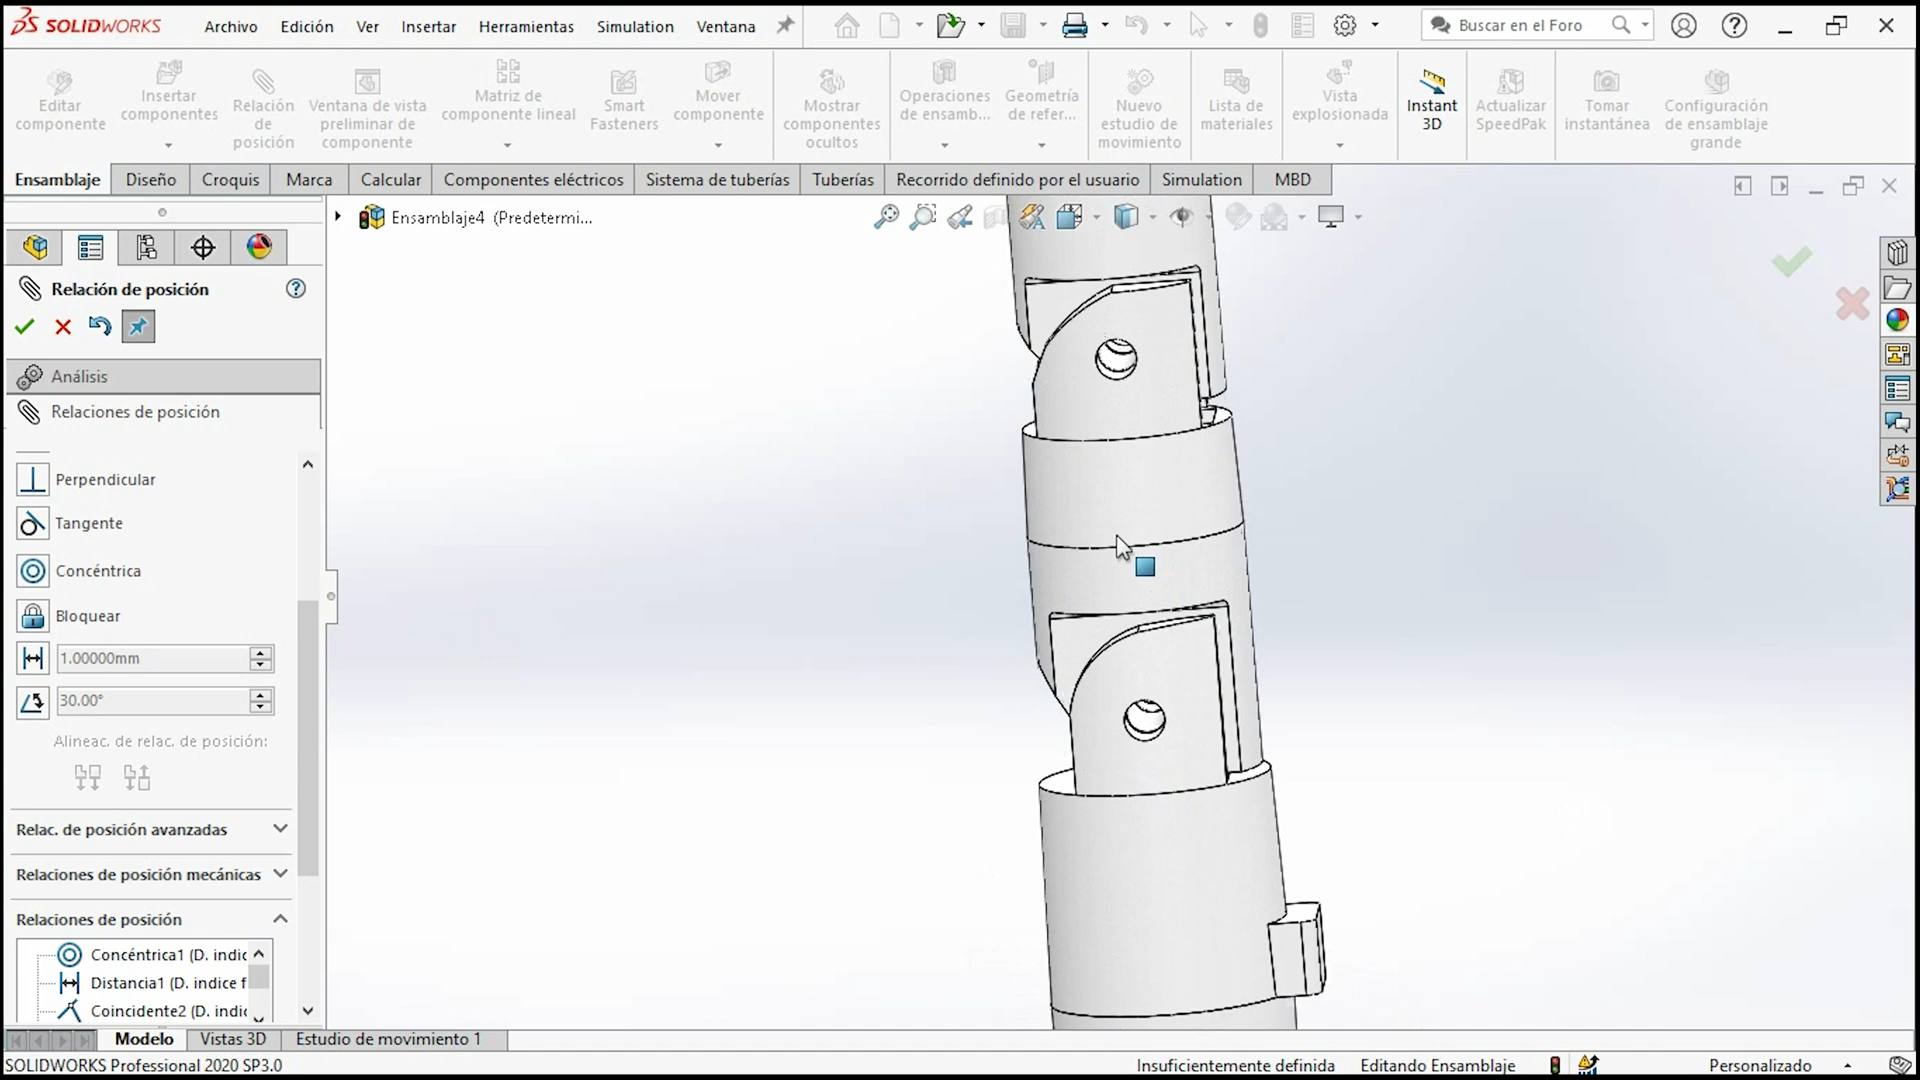 SOLIDWORKS
Archivo Edición Ver Insertar Herramientas Simulation Ventana
Buscar en el Foro
Editar componente
Insertar componentes
Relación de posición
Ventana de vista preliminar de componente
Matriz de componente lineal
Smart Fasteners
Mover componente
Mostrar componentes ocultos
Operaciones de ensamb...
Geometría de refer...
Nuevo estudio de movimiento
Lista de materiales
Vista explosionada
Instant 3D
Actualizar SpeedPak
Tomar instantánea
Configuración de ensamblaje grande
Ensamblaje Diseño Croquis Marca Calcular Componentes eléctricos Sistema de tuberías Tuberías Recorrido definido por el usuario Simulation MBD
Ensamblaje4 (Predetermi...
Relación de posición
Análisis
Relaciones de posición
Perpendicular
Tangente
Concéntrica
Bloquear
1.00000mm
30.00°
Alineac. de relac. de posición:
Relac. de posición avanzadas
Relaciones de posición mecánicas
Relaciones de posición
Concéntrica1 (D. indic
Distancia1 (D. indice f
Coincidente2 (D. indic
Modelo Vistas 3D Estudio de movimiento 1
SOLIDWORKS Professional 2020 SP3.0
Insuficientemente definida Editando Ensamblaje Personalizado